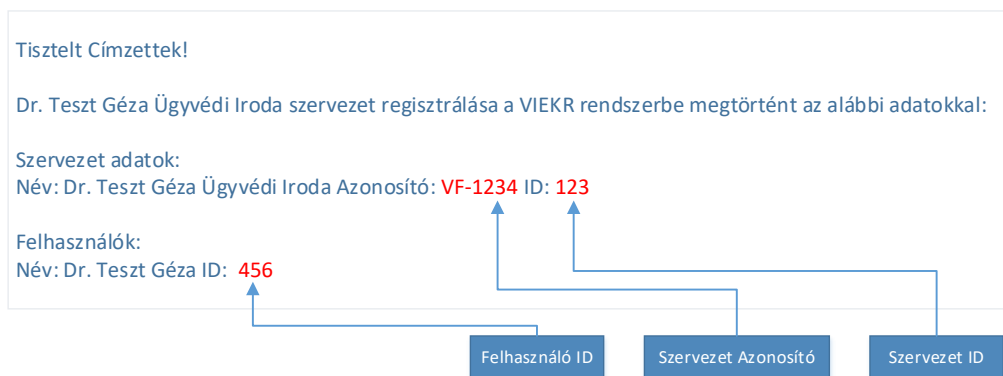 Tisztelt Címzettek!
Dr. Teszt Géza Ügyvédi Iroda szervezet regisztrálása a VIEKR rendszerbe megtörtént az alábbi adatokkal:
Szervezet adatok:
Név: Dr. Teszt Géza Ügyvédi Iroda Azonosító: VF-1234 ID: 123
Felhasználók:
Név: Dr. Teszt Géza ID: 456
Felhasználó ID
Szervezet Azonosító
Szervezet ID